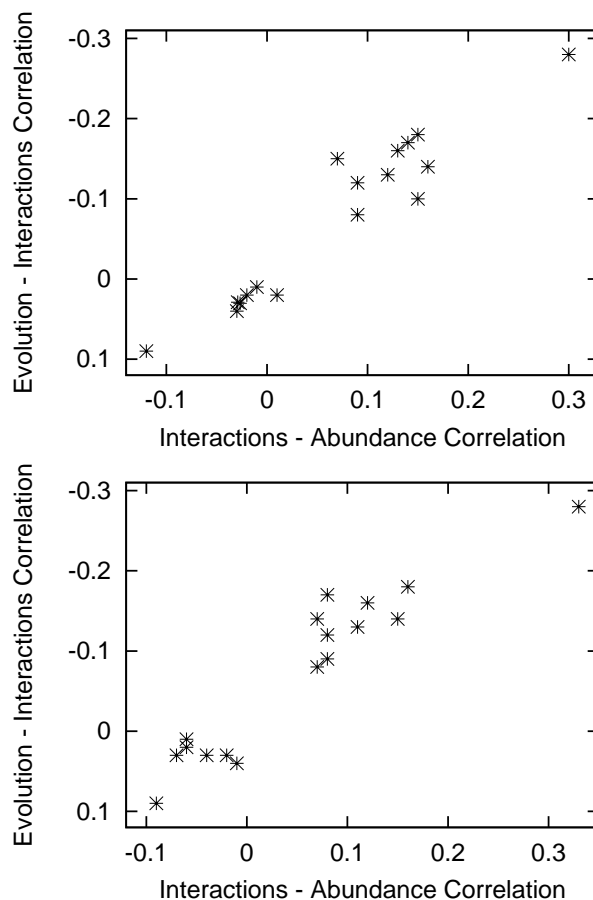 -0.3
-0.2
-0.1
0
0.1
Evolution - Interactions Correlation
-0.1 0 0.1 0.2 0.3
Interactions - Abundance Correlation
-0.3
-0.2
-0.1
0
0.1
Evolution - Interactions Correlation
-0.1 0 0.1 0.2 0.3
Interactions - Abundance Correlation